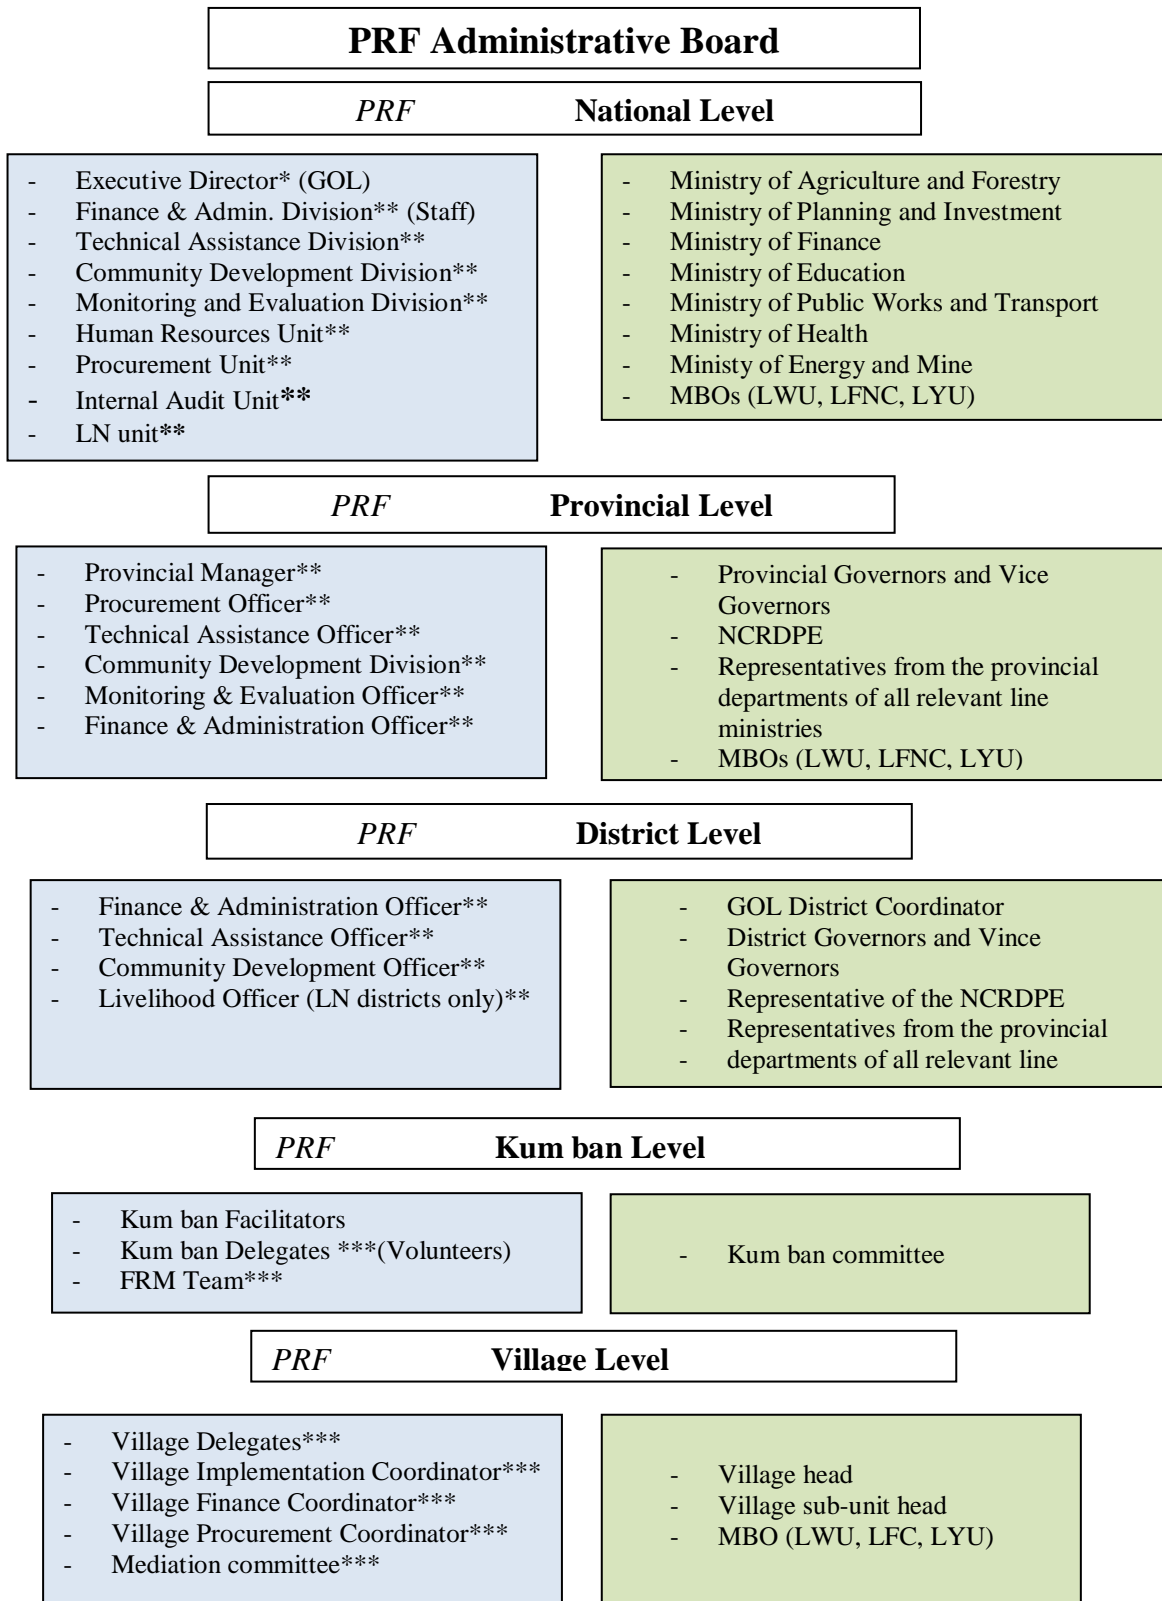 PRF Administrative Board
PRF National Level
- Executive Director* (GOL)
- Finance & Admin. Division** (Staff)
- Technical Assistance Division**
- Community Development Division**
- Monitoring and Evaluation Division**
- Human Resources Unit**
- Procurement Unit**
- Internal Audit Unit**
- LN unit**
- Ministry of Agriculture and Forestry
- Ministry of Planning and Investment
- Ministry of Finance
- Ministry of Education
- Ministry of Public Works and Transport
- Ministry of Health
- Ministy of Energy and Mine
- MBOs (LWU, LFNC, LYU)
PRF Provincial Level
- Provincial Manager**
- Procurement Officer**
- Technical Assistance Officer**
- Community Development Division**
- Monitoring & Evaluation Officer**
- Finance & Administration Officer**
- Provincial Governors and Vice
Governors
- NCRDPE
- Representatives from the provincial
departments of all relevant line
ministries
- MBOs (LWU, LFNC, LYU)
PRF District Level
- Finance & Administration Officer**
- Technical Assistance Officer**
- Community Development Officer**
- Livelihood Officer (LN districts only)**
- GOL District Coordinator
- District Governors and Vince
Governors
- Representative of the NCRDPE
- Representatives from the provincial
- departments of all relevant line
PRF Kum ban Level
- Kum ban Facilitators
- Kum ban Delegates ***(Volunteers)
- FRM Team***
- Kum ban committee
PRF Village Level
- Village Delegates***
- Village Implementation Coordinator***
- Village Finance Coordinator***
- Village Procurement Coordinator***
- Mediation committee***
- Village head
- Village sub-unit head
- MBO (LWU, LFC, LYU)